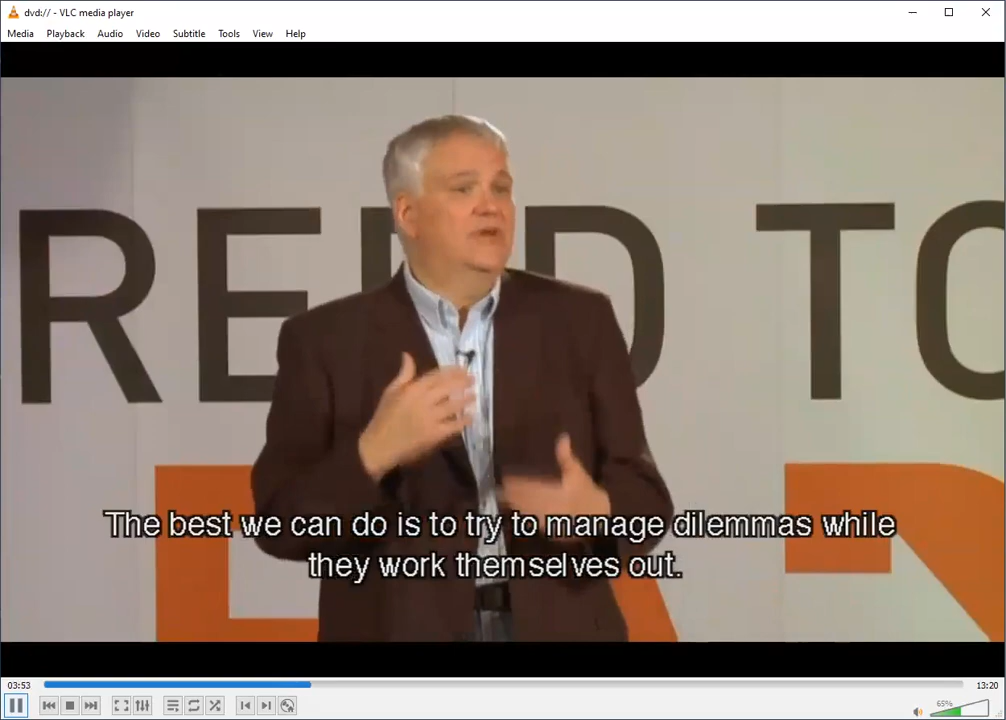 dvd:// - VLC media player
Media Playback Audio Video Subtitle Tools View Help
TO
The best we can do is to try to manage dilemmas while
they work themselves out.
03:53
13:20
65%